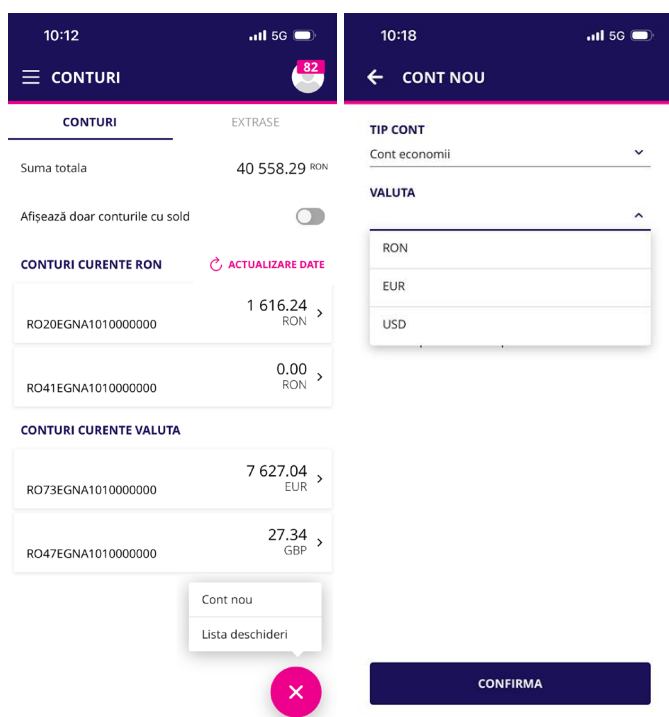 10:12
5G
CONTURI
82
CONTURI
EXTRASE
Suma totala
40 558.29 RON
Afișează doar conturile cu sold
CONTURI CURENTE RON
ACTUALIZARE DATE
1 616.24
RON
RO20EGNA1010000000
0.00
RON
RO41EGNA1010000000
CONTURI CURENTE VALUTA
7 627.04
EUR
RO73EGNA1010000000
27.34
GBP
RO47EGNA1010000000
Cont nou
Lista deschideri
10:18
5G
CONT NOU
TIP CONT
Cont economii
VALUTA
RON
EUR
USD
CONFIRMA